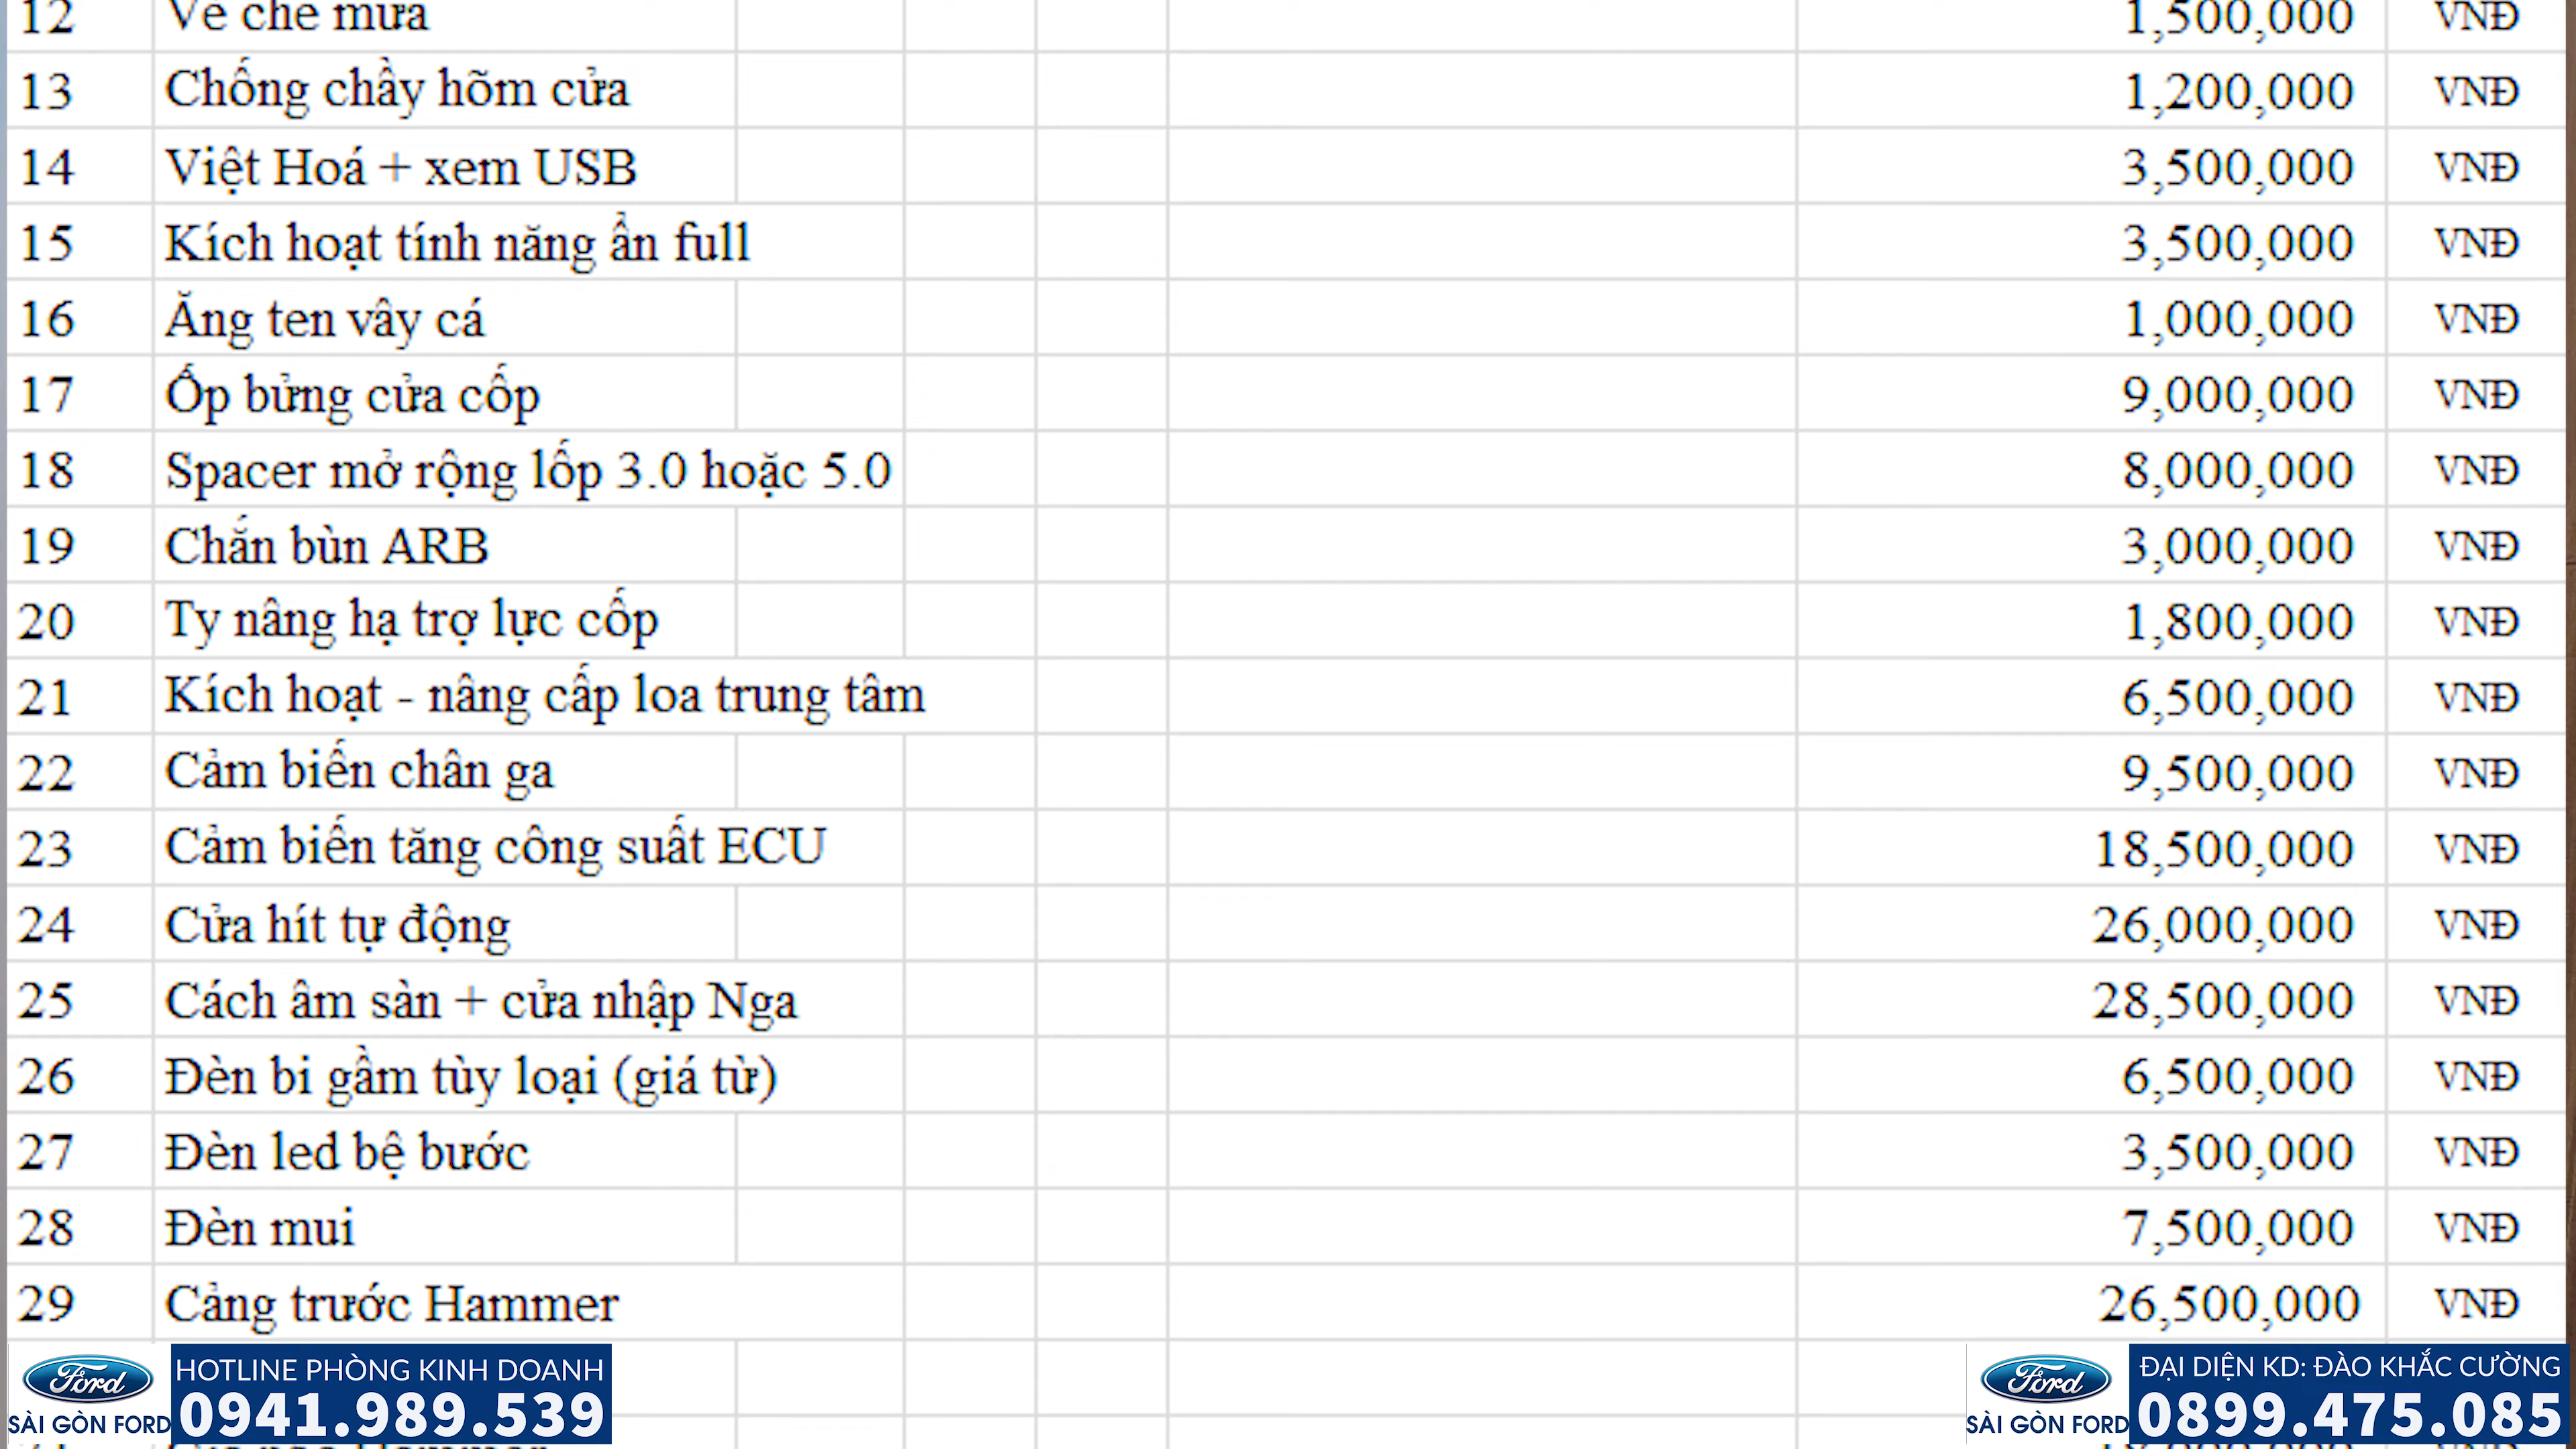 12 Vè che mưa 1,500,000 VNĐ
13 Chống chầy hõm cửa 1,200,000 VNĐ
14 Việt Hoá + xem USB 3,500,000 VNĐ
15 Kích hoạt tính năng ẩn full 3,500,000 VNĐ
16 Ăng ten vây cá 1,000,000 VNĐ
17 Ốp bửng cửa cốp 9,000,000 VNĐ
18 Spacer mở rộng lốp 3.0 hoặc 5.0 8,000,000 VNĐ
19 Chắn bùn ARB 3,000,000 VNĐ
20 Ty nâng hạ trợ lực cốp 1,800,000 VNĐ
21 Kích hoạt - nâng cấp loa trung tâm 6,500,000 VNĐ
22 Cảm biến chân ga 9,500,000 VNĐ
23 Cảm biến tăng công suất ECU 18,500,000 VNĐ
24 Cửa hít tự động 26,000,000 VNĐ
25 Cách âm sàn + cửa nhập Nga 28,500,000 VNĐ
26 Đèn bi gầm tùy loại (giá từ) 6,500,000 VNĐ
27 Đèn led bệ bước 3,500,000 VNĐ
28 Đèn mui 7,500,000 VNĐ
29 Cảng trước Hammer 26,500,000 VNĐ
Ford
SÀI GÒN FORD
HOTLINE PHÒNG KINH DOANH
0941.989.539
Ford
SÀI GÒN FORD
ĐẠI DIỆN KD: ĐÀO KHẮC CƯỜNG
0899.475.085